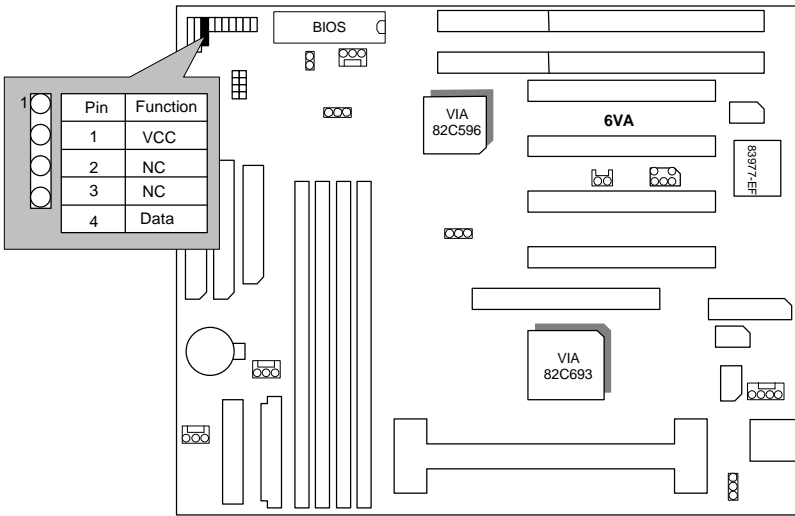 BIOS
1
Pin Function
1 VCC
2 NC
3 NC
4 Data
VIA
82C596
6VA
83977-EF
VIA
82C693